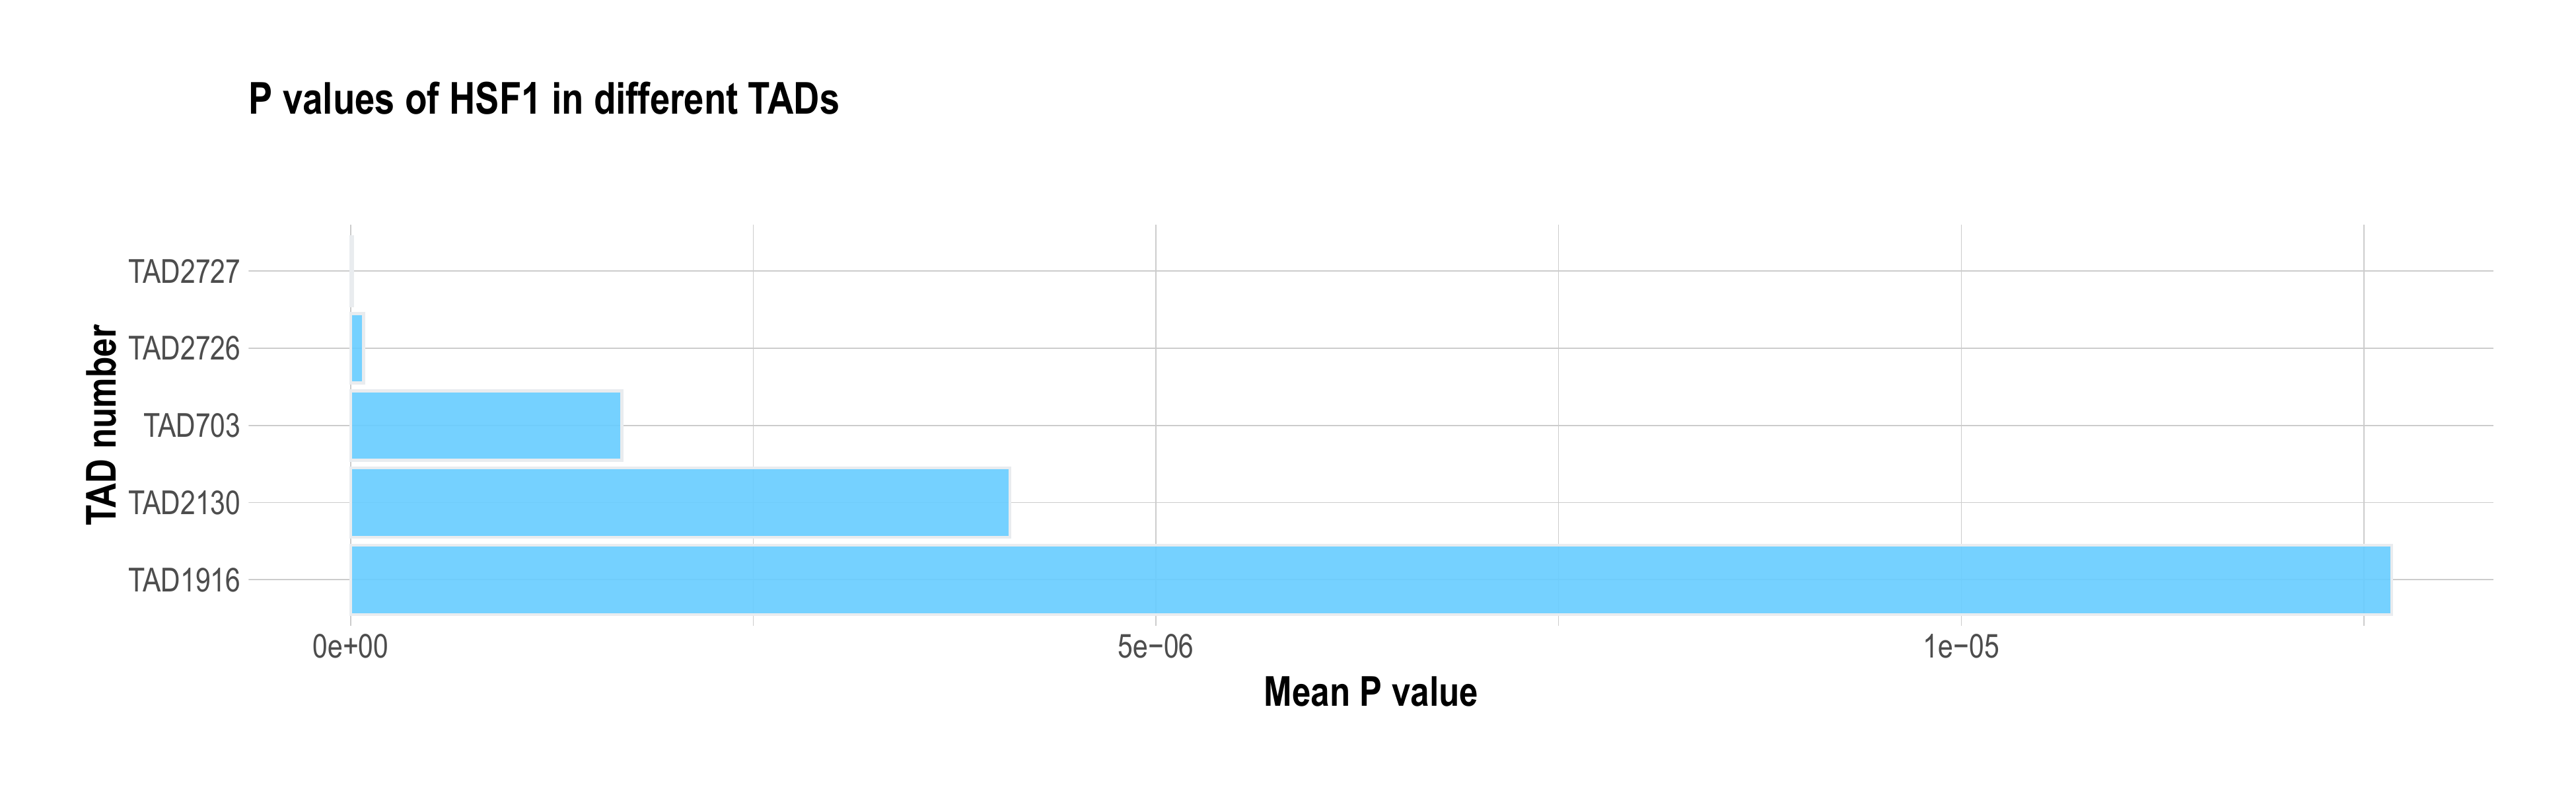 P values of HSF1 in different TADs
TAD number
TAD2727
TAD2726
TAD703
TAD2130
TAD1916
0e+00
5e−06
1e−05
Mean P value